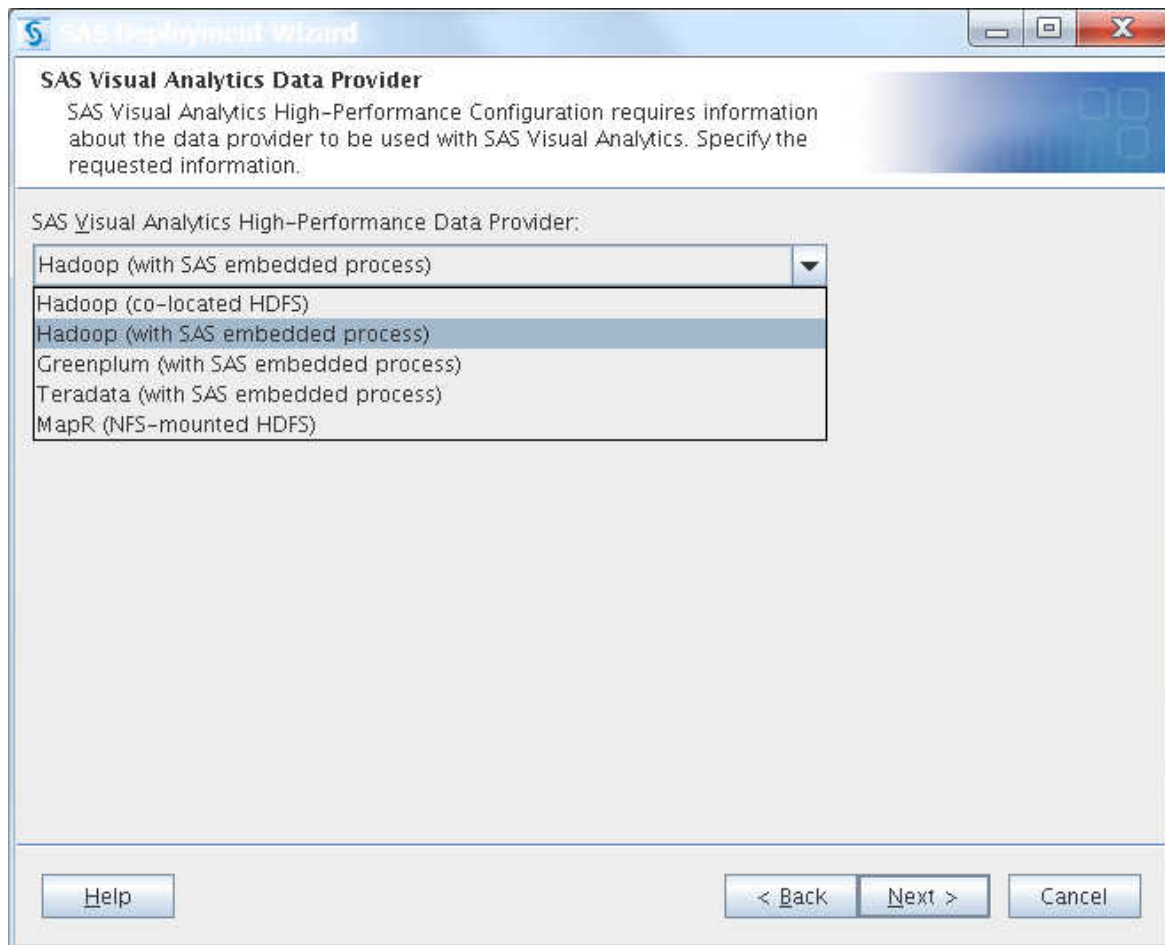 SAS Deployment Wizard
SAS Visual Analytics Data Provider
SAS Visual Analytics High-Performance Configuration requires information
about the data provider to be used with SAS Visual Analytics. Specify the
requested information.
SAS Visual Analytics High-Performance Data Provider:
Hadoop (with SAS embedded process)
Hadoop (co-located HDFS)
Hadoop (with SAS embedded process)
Greenplum (with SAS embedded process)
Teradata (with SAS embedded process)
MapR (NFS-mounted HDFS)
Help < Back Next > Cancel